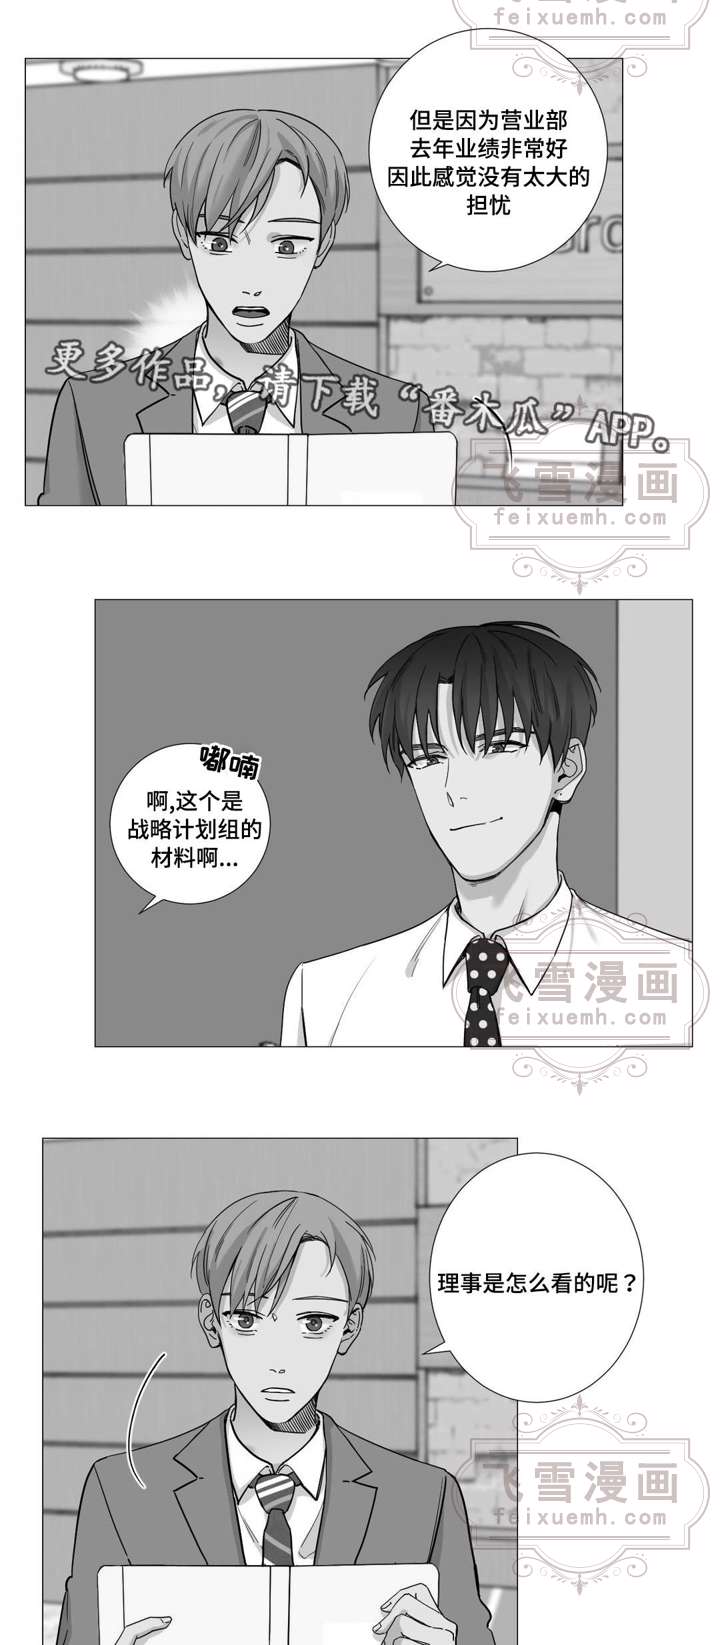 飞雪漫画
feixuemh.com
但是因为营业部
去年业绩非常好
因此感觉没有太大的
担忧
更多作品，请下载“番木瓜”APP。
飞雪漫画
feixuemh.com
嘟喃
啊,这个是
战略计划组的
材料啊...
飞雪漫画
feixuemh.com
理事是怎么看的呢？
飞雪漫画
feixuemh.com